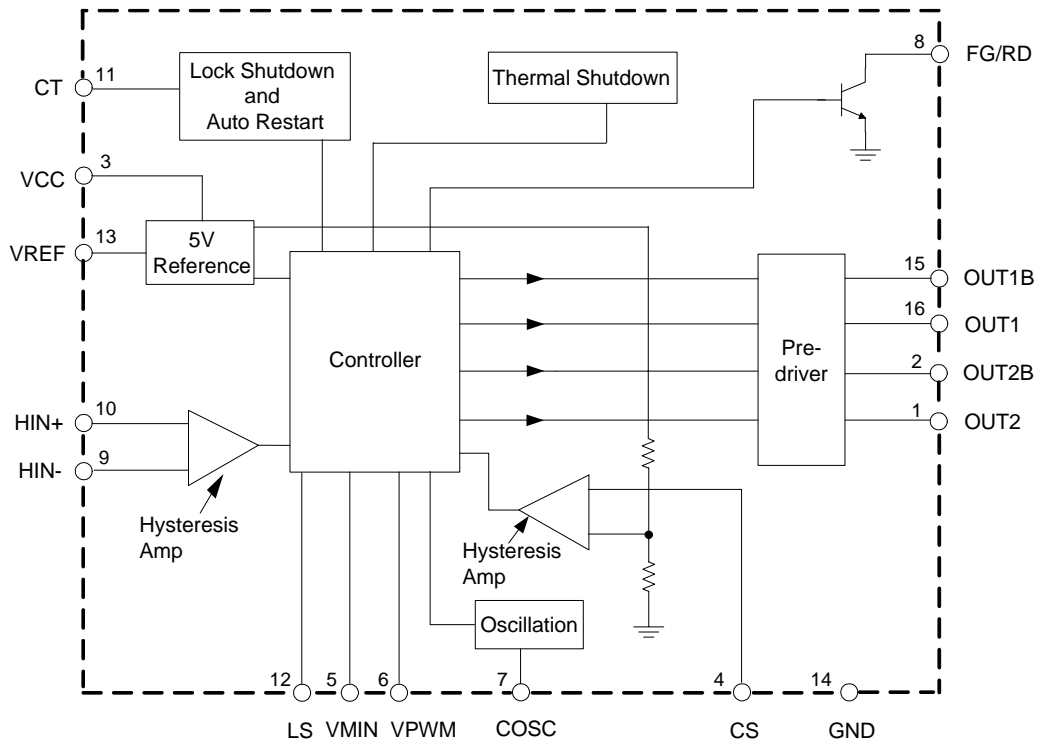 8
FG/RD
11
CT
Lock Shutdown
and
Auto Restart
Thermal Shutdown
3
VCC
13
VREF
5V
Reference
15
OUT1B
16
OUT1
Controller
Pre-
driver
2
OUT2B
10
HIN+
1
OUT2
9
HIN-
Hysteresis
Amp
Hysteresis
Amp
Oscillation
12
5
6
7
4
14
LS
VMIN
VPWM
COSC
CS
GND